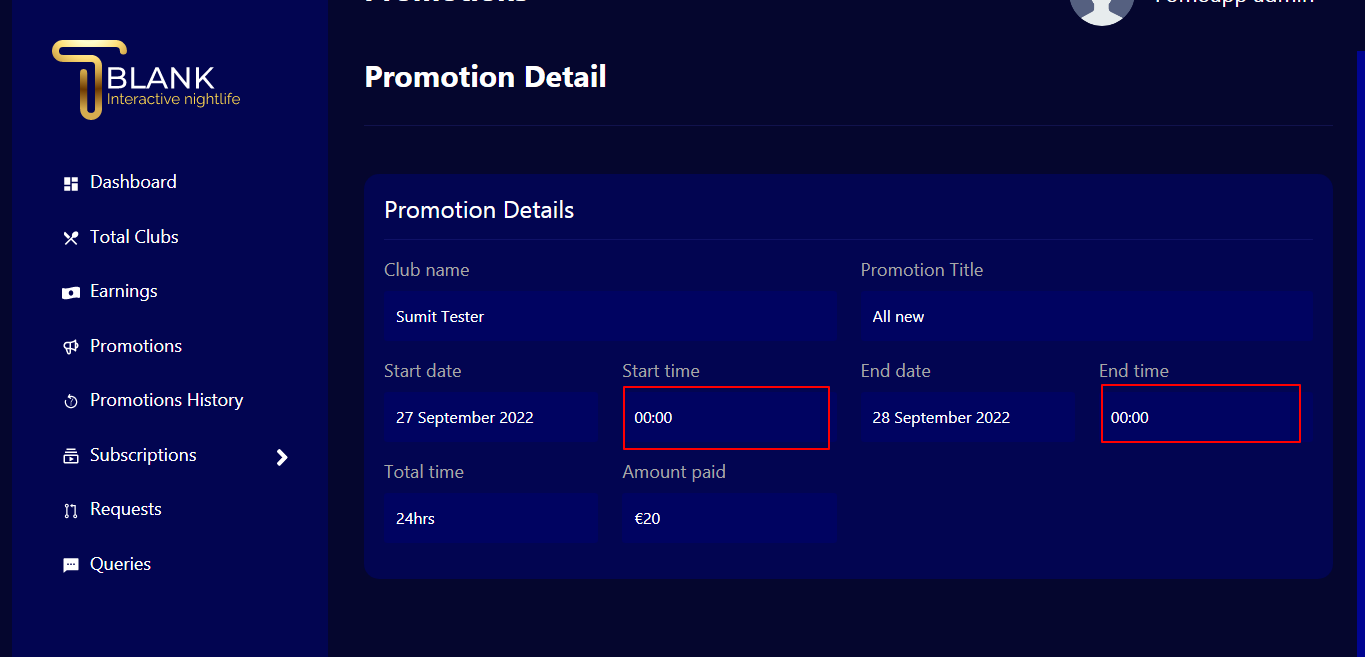 Promotion Detail
BLANK
Interactive nightlife
Dashboard
Total Clubs
Earnings
Promotions
Promotions History
Subscriptions
Requests
Queries
Promotion Details
Club name
Promotion Title
Sumit Tester
All new
Start date
Start time
End date
End time
27 September 2022
00:00
28 September 2022
00:00
Total time
Amount paid
24hrs
€20